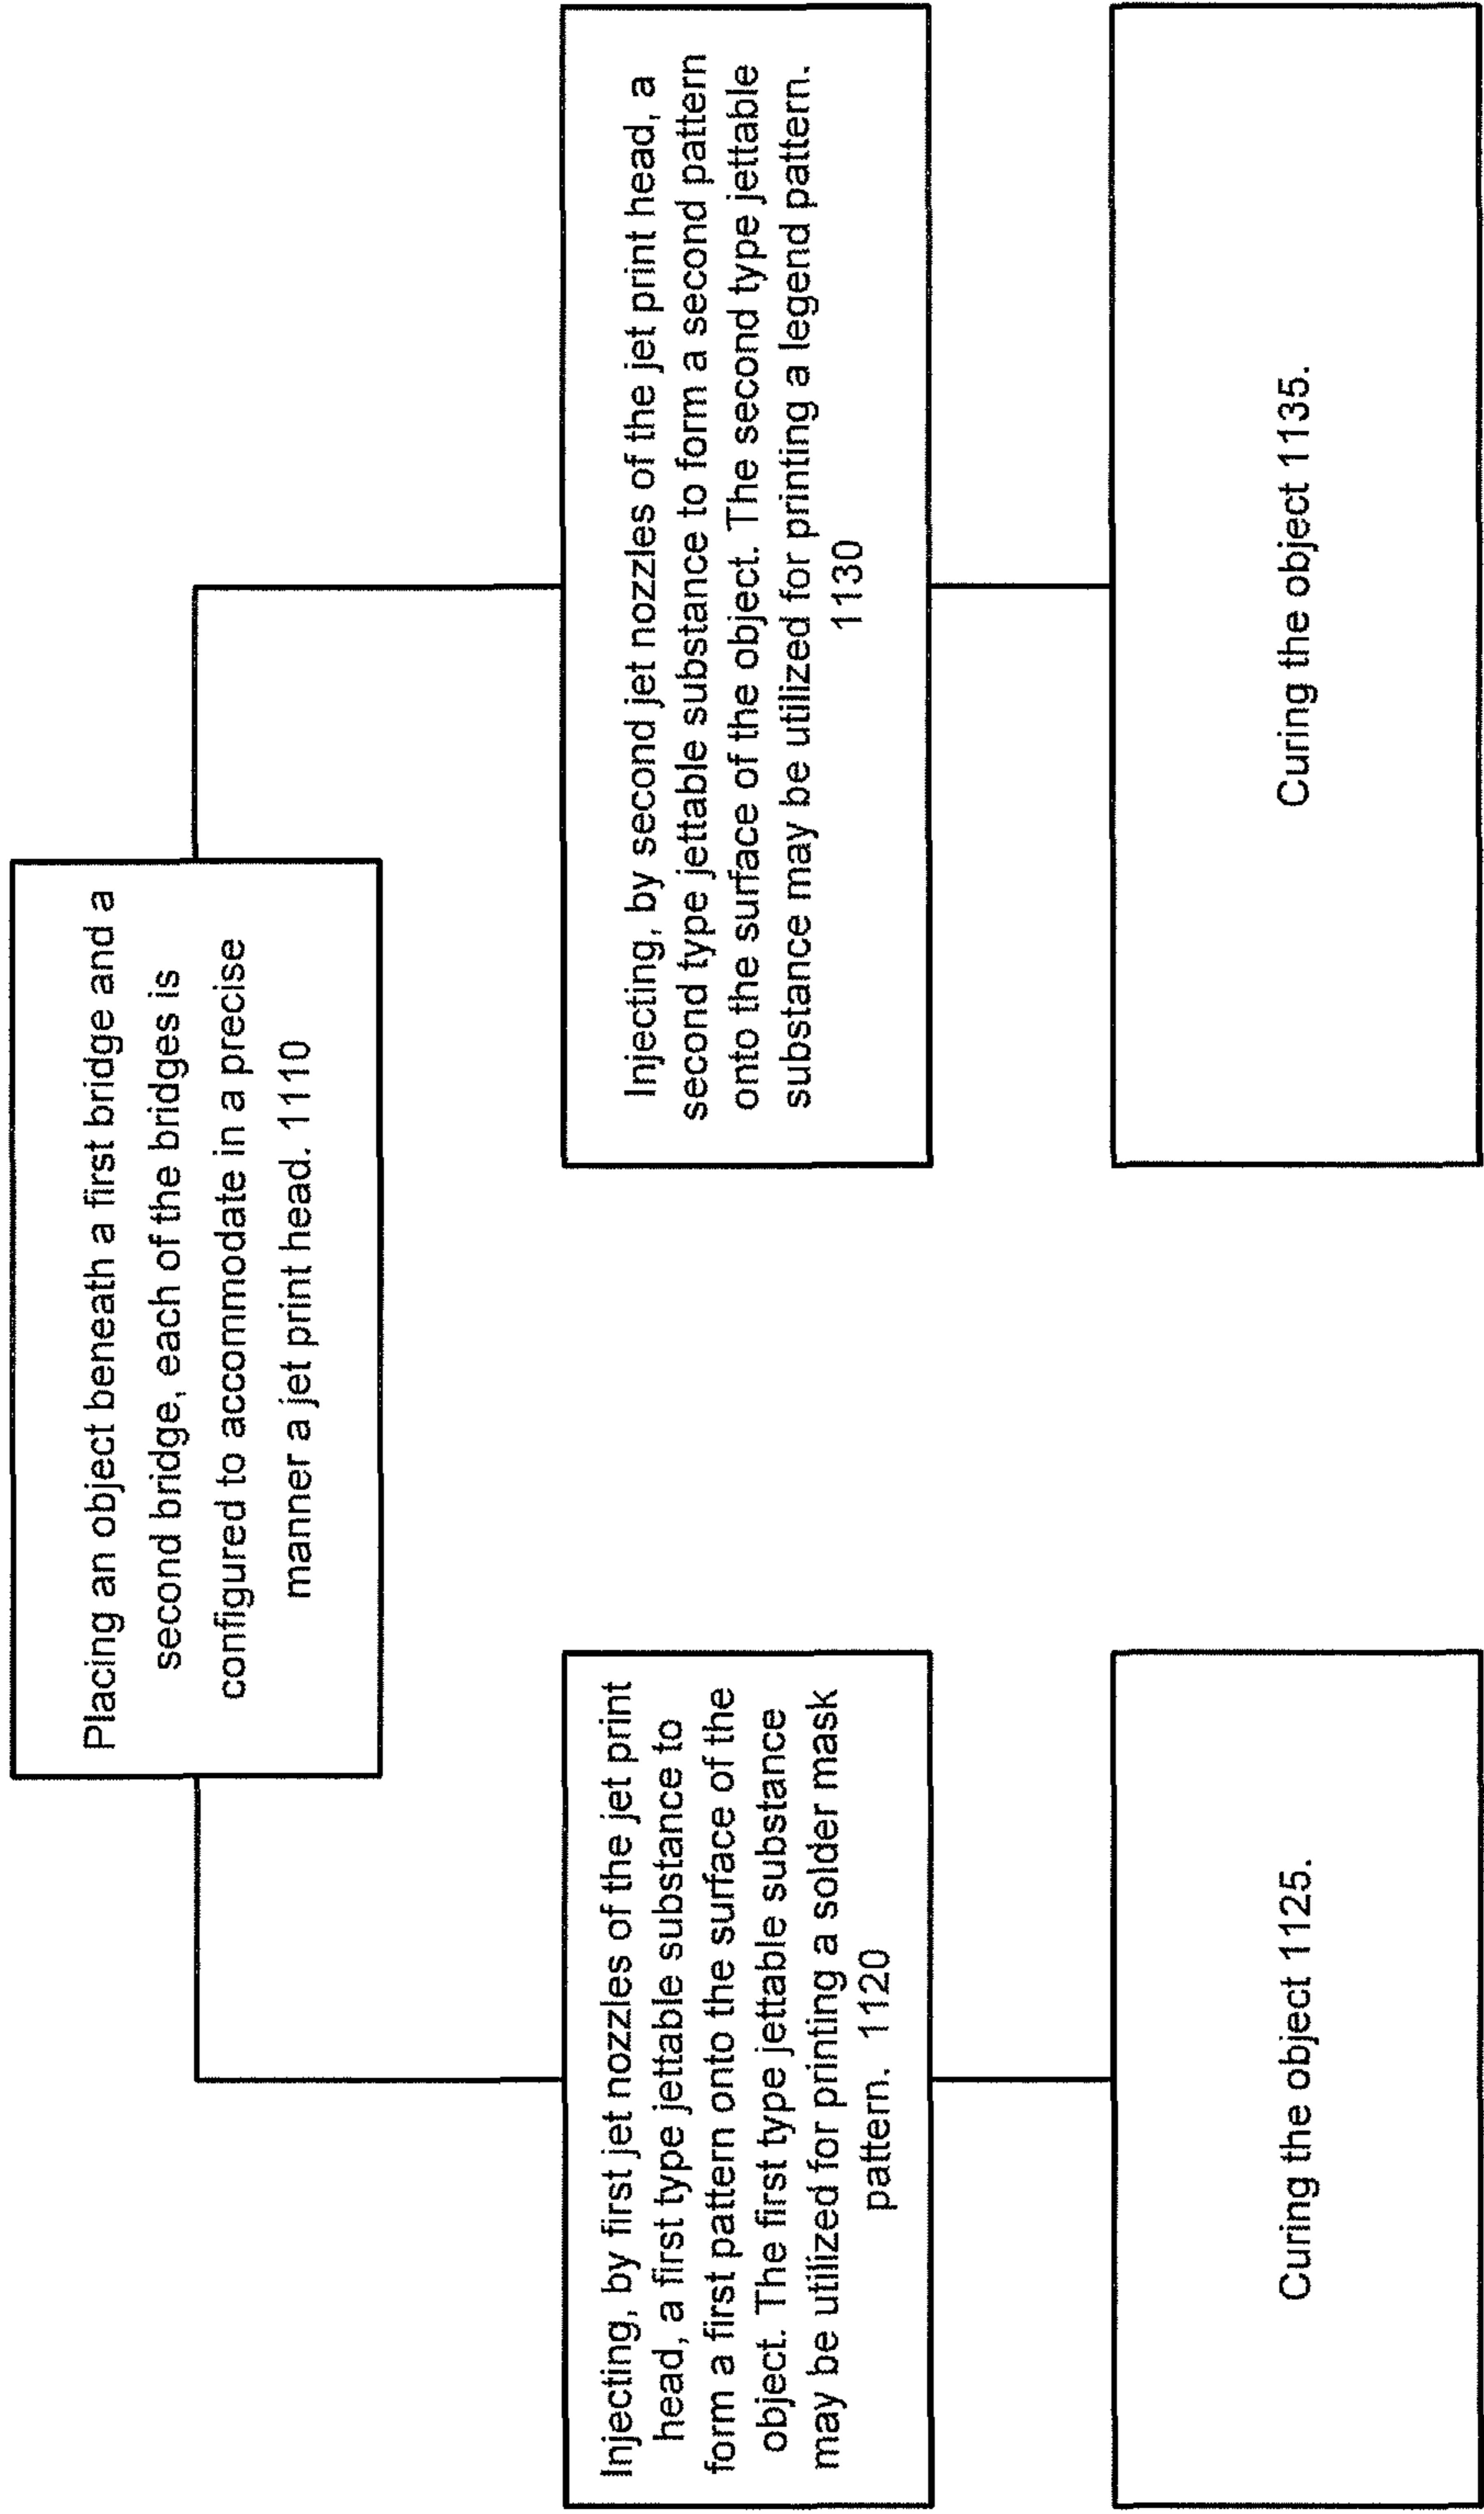 Placing an object beneath a first bridge and a
second bridge, each of the bridges is
configured to accommodate in a precise
manner a jet print head. 1110
Injecting, by first jet nozzles of the jet print
head, a first type jettable substance to
form a first pattern onto the surface of the
object. The first type jettable substance
may be utilized for printing a solder mask
pattern. 1120
Curing the object 1125.
Injecting, by second jet nozzles of the jet print head, a
second type jettable substance to form a second pattern
onto the surface of the object. The second type jettable
substance may be utilized for printing a legend pattern.
1130
Curing the object 1135.